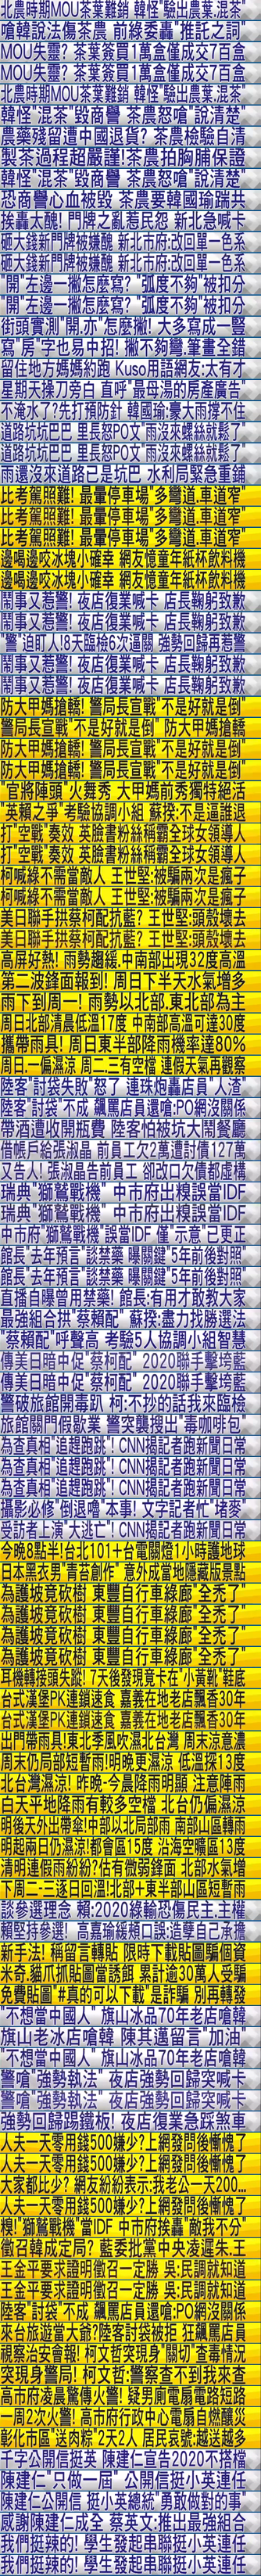 北農時期MOU茶葉難銷 韓怪"驗出農葉.混茶"
嗆韓說法傷茶農 前綠委轟"推託之詞"
MOU失靈? 茶葉簽買1萬盒僅成交7百盒
MOU失靈? 茶葉簽買1萬盒僅成交7百盒
北農時期MOU茶葉難銷 韓怪"驗出農葉.混茶"
韓怪"混茶"毀商譽 茶農怒嗆"說清楚"
農藥殘留遭中國退貨? 茶農檢驗自清
製茶過程超嚴謹!茶農拍胸脯保證
韓怪"混茶"毀商譽 茶農怒嗆"說清楚"
恐商譽心血被毀 茶農要韓國瑜踹共
挨轟太醜! 門牌之亂惹民怨 新北急喊卡
砸大錢新門牌被嫌醜 新北市府:改回單一色系
砸大錢新門牌被嫌醜 新北市府:改回單一色系
"開"左邊一撇怎麼寫? "弧度不夠"被扣分
"開"左邊一撇怎麼寫? "弧度不夠"被扣分
街頭實測"開.亦"怎麼撇! 大多寫成一豎
寫"房"字也易中招! 撇不夠彎.筆畫全錯
留住地方媽媽約跑 Kuso用語網友:太有才
星期天操刀旁白 直呼"最母湯的房產廣告"
不淹水了?先打預防針 韓國瑜:豪大雨撐不住
道路坑坑巴巴 里長怒PO文"雨沒來螺絲就鬆了"
道路坑坑巴巴 里長怒PO文"雨沒來螺絲就鬆了"
雨還沒來道路已是坑巴 水利局緊急重鋪
比考駕照難! 最暈停車場"多彎道.車道窄"
比考駕照難! 最暈停車場"多彎道.車道窄"
比考駕照難! 最暈停車場"多彎道.車道窄"
邊喝邊咬冰塊小確幸 網友憶童年紙杯飲料機
邊喝邊咬冰塊小確幸 網友憶童年紙杯飲料機
鬧事又惹警! 夜店復業喊卡 店長鞠躬致歉
鬧事又惹警! 夜店復業喊卡 店長鞠躬致歉
"警"迫盯人!8天臨檢6次逼關 強勢回歸再惹警
鬧事又惹警! 夜店復業喊卡 店長鞠躬致歉
鬧事又惹警! 夜店復業喊卡 店長鞠躬致歉
防大甲媽搶轎! 警局長宣戰"不是好就是倒"
警局長宣戰"不是好就是倒" 防大甲媽搶轎
防大甲媽搶轎! 警局長宣戰"不是好就是倒"
防大甲媽搶轎! 警局長宣戰"不是好就是倒"
"官將陣頭"火舞秀 大甲媽前秀獨特絕活
"英賴之爭"考驗協調小組 蘇揆:不是逼誰退
打"空戰"奏效 英臉書粉絲稱霸全球女領導人
打"空戰"奏效 英臉書粉絲稱霸全球女領導人
柯喊綠不需當敵人 王世堅:被騙兩次是瘋子
柯喊綠不需當敵人 王世堅:被騙兩次是瘋子
美日聯手拱蔡柯配抗藍? 王世堅:頭殼壞去
美日聯手拱蔡柯配抗藍? 王世堅:頭殼壞去
高屏好熱! 雨勢趨緩.中南部出現32度高溫
第二波鋒面報到! 周日下半天水氣增多
雨下到周一! 雨勢以北部.東北部為主
周日北部清晨低溫17度 中南部高溫可達30度
攜帶雨具! 周日東半部降雨機率達80%
周日.一偏濕涼 周二.三有空檔 連假天氣再觀察
陸客"討袋失敗"怒了 連珠炮轟店員"人渣"
陸客"討袋"不成 飆罵店員還嗆:PO網沒關係
帶酒遭收開瓶費 陸客怕被坑大鬧餐廳
借帳戶給張淑晶 前員工欠2萬遭討債127萬
又告人! 張淑晶告前員工 卻改口欠債都虛構
瑞典"獅鷲戰機" 中市府出糗誤當IDF
瑞典"獅鷲戰機" 中市府出糗誤當IDF
中市府"獅鷲戰機"誤當IDF 僅"示意"已更正
館長"去年預言"談禁藥 曝關鍵"5年前後對照"
館長"去年預言"談禁藥 曝關鍵"5年前後對照"
直播自曝曾用禁藥! 館長:有用才敢教大家
最強組合拱"蔡賴配" 蘇揆:盡力找勝選法
"蔡賴配"呼聲高 考驗5人協調小組智慧
傳美日暗中促"蔡柯配" 2020聯手擊垮藍
傳美日暗中促"蔡柯配" 2020聯手擊垮藍
警破旅館開毒趴 柯:不抄的話我來臨檢
旅館關門假歇業 警突襲搜出"毒咖啡包"
為查真相"追趕跑跳"! CNN揭記者跑新聞日常
為查真相"追趕跑跳"! CNN揭記者跑新聞日常
為查真相"追趕跑跳"! CNN揭記者跑新聞日常
攝影必修"倒退嚕"本事! 文字記者忙"堵麥"
受訪者上演"大逃亡"! CNN揭記者跑新聞日常
今晚8點半!台北101+台電關燈1小時護地球
日本黑衣男"青苔創作" 意外成當地隱藏版景點
為護坡竟砍樹 東豐自行車綠廊"全禿了"
為護坡竟砍樹 東豐自行車綠廊"全禿了"
為護坡竟砍樹 東豐自行車綠廊"全禿了"
為護坡竟砍樹 東豐自行車綠廊"全禿了"
耳機轉接頭失蹤! 7天後發現竟卡在"小黃靴"鞋底
台式漢堡PK連鎖速食 嘉義在地老店飄香30年
台式漢堡PK連鎖速食 嘉義在地老店飄香30年
出門帶雨具!東北季風吹濕北台灣 周末涼意濃
周末仍局部短暫雨!明晚更濕涼 低溫探13度
北台灣濕涼! 昨晚-今晨降雨明顯 注意陣雨
白天平地降雨有較多空檔 北台仍偏濕涼
明後天外出帶傘!中部以北局部雨 南部山區轉雨
明起兩日仍濕涼!都會區15度 沿海空曠區13度
清明連假雨紛紛?估有微弱鋒面 北部水氣增
下周二-三逐日回溫!北部+東半部山區短暫雨
談參選理念 賴:2020綠輸恐傷民主.主權
賴堅持參選! 高嘉瑜緩頰口誤:造孽自己承擔
新手法! 稱留言轉貼 限時下載貼圖騙個資
米奇.貓爪抓貼圖當誘餌 累計逾30萬人受騙
免費貼圖"#真的可以下載"是詐騙 別再轉發
"不想當中國人" 旗山冰品70年老店嗆韓
旗山老冰店嗆韓 陳其邁留言"加油"
"不想當中國人" 旗山冰品70年老店嗆韓
警嗆"強勢執法" 夜店強勢回歸突喊卡
警嗆"強勢執法" 夜店強勢回歸突喊卡
強勢回歸踢鐵板! 夜店復業急踩煞車
人夫一天零用錢500嫌少?上網發問後慚愧了
人夫一天零用錢500嫌少?上網發問後慚愧了
大家都比少? 網友紛紛表示:我老公一天200...
人夫一天零用錢500嫌少?上網發問後慚愧了
糗!"獅鷲戰機"當IDF 中市府挨轟"敵我不分"
徵召韓成定局? 藍委批黨中央凌遲朱.王
王金平要求證明徵召一定勝 吳:民調就知道
王金平要求證明徵召一定勝 吳:民調就知道
陸客"討袋"不成 飆罵店員還嗆:PO網沒關係
來台旅遊當大爺?陸客討袋被拒 狂飆罵店員
視察治安會報! 柯文哲突現身"關切"查毒情況
突現身警局! 柯文哲:警察查不到我來查
高市府凌晨驚傳火警! 疑男廁電扇電路短路
一周2次火警! 高市府行政中心電扇自燃釀災
彰化市區"送肉粽"2天2人 居民哀號:越送越多
千字公開信挺英 陳建仁宣告2020不搭檔
陳建仁"只做一屆" 公開信挺小英連任
陳建仁公開信 挺小英總統"勇敢做對的事"
感謝陳建仁成全 蔡英文:推出最強組合
我們挺辣的! 學生發起串聯挺小英連任
我們挺辣的! 學生發起串聯挺小英連任